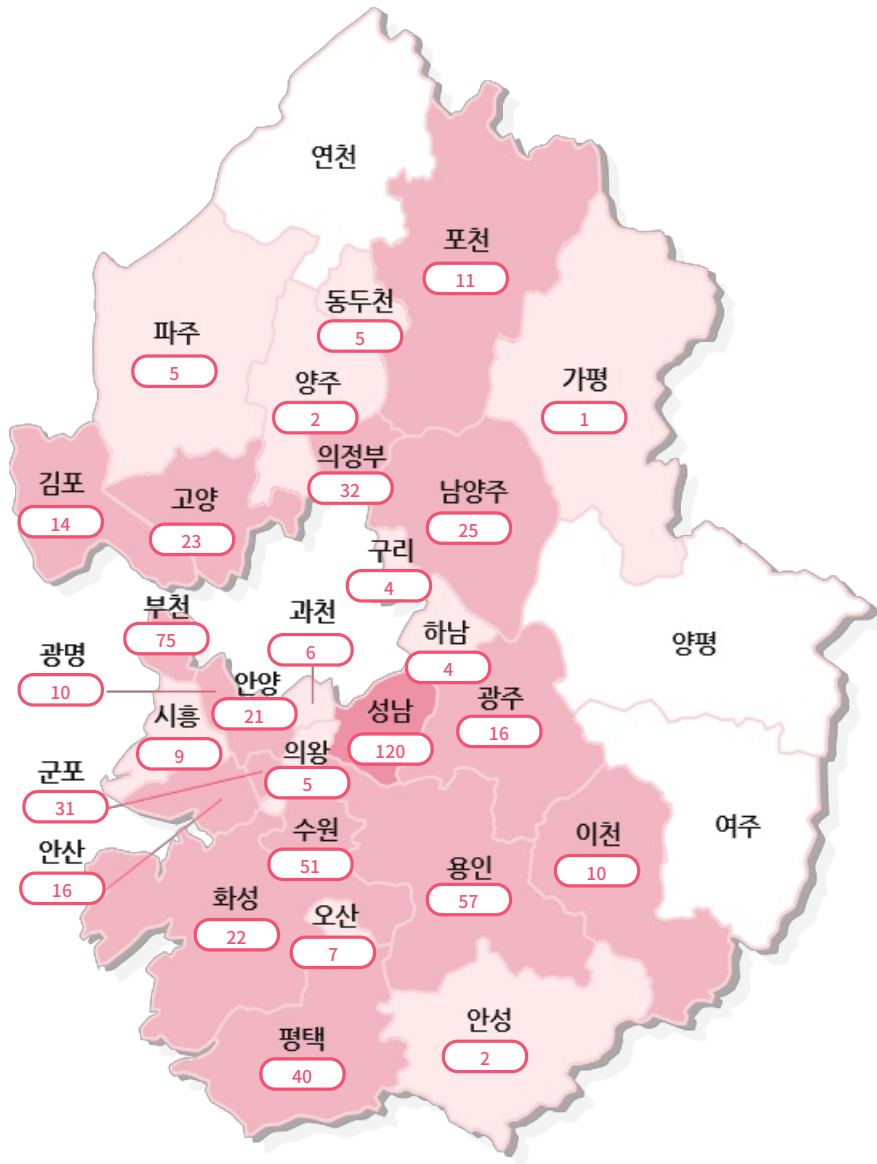 연천
포천
11
동두천
5
파주
5
양주
2
가평
1
의정부
32
김포
14
고양
23
남양주
25
구리
4
부천
75
과천
6
하남
4
양평
광명
10
안양
21
시흥
9
성남
120
광주
16
의왕
5
군포
31
수원
51
이천
10
여주
안산
16
용인
57
화성
22
오산
7
안성
2
평택
40